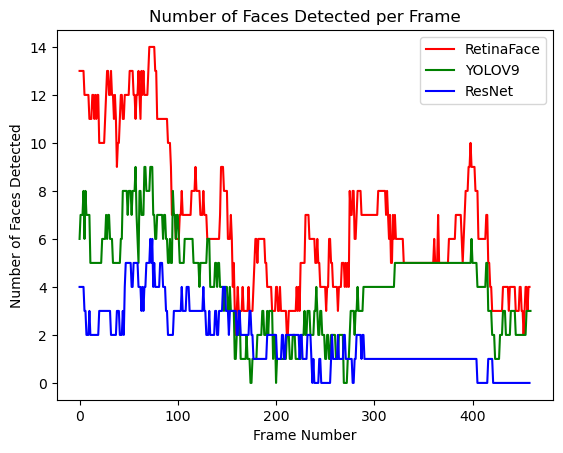 Number of Faces Detected per Frame
14
12
10
8
6
4
2
0
Number of Faces Detected
RetinaFace
YOLOV9
ResNet
0
100
200
300
400
Frame Number